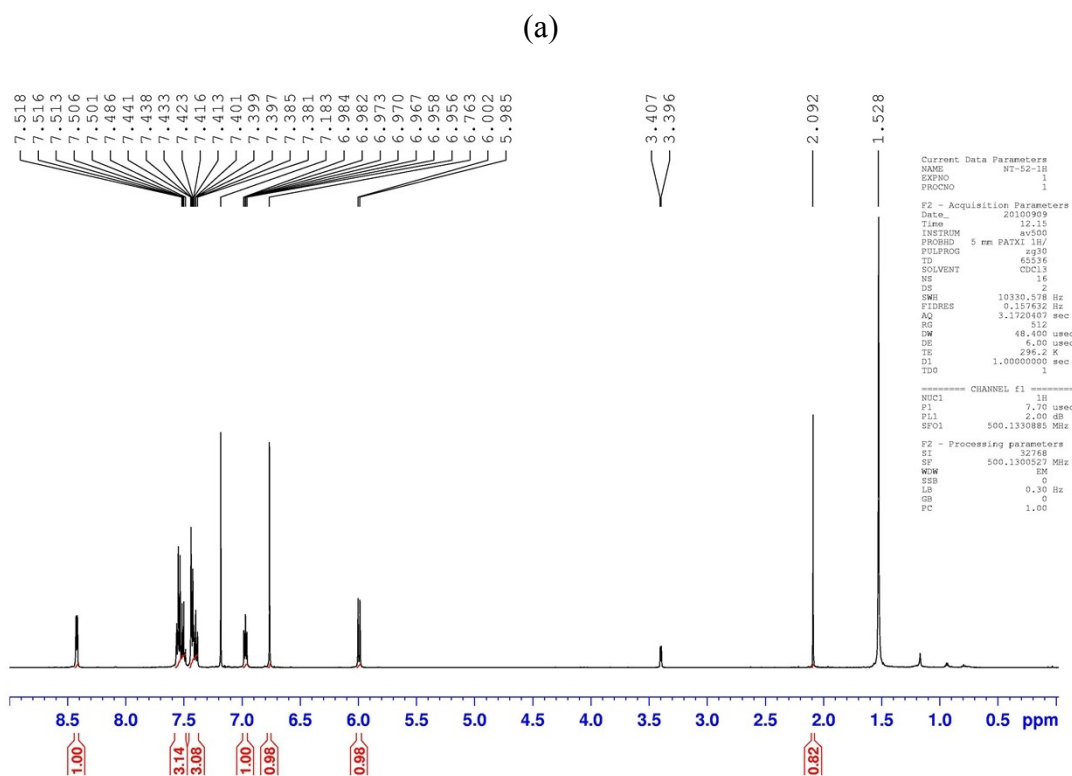 (a)
7.518
7.516
7.513
7.506
7.501
7.486
7.441
7.438
7.433
7.423
7.416
7.413
7.401
7.399
7.397
7.385
7.381
7.183
6.984
6.982
6.973
6.970
6.967
6.958
6.956
6.763
6.002
5.985
3.407
3.396
2.092
1.528
Current Data Parameters
NAME NT-52-1H
EXPNO 1
PROCNO 1
F2 - Acquisition Parameters
Date_ 20100909
Time 12.15
INSTRUM av500
PROBHD 5 mm PATXI 1H/
PULPROG zg30
TD 65536
SOLVENT CDCl3
NS 16
DS 2
SWH 10330.578 Hz
FIDRES 0.157632 Hz
AQ 3.1720407 sec
RG 512
DW 48.400 usec
DE 6.00 usec
TE 296.2 K
D1 1.00000000 sec
TD0 1
======== CHANNEL f1 ========
NUC1 1H
P1 7.70 usec
PL1 2.00 dB
SFO1 500.1330885 MHz
F2 - Processing parameters
SI 32768
SF 500.1300527 MHz
WDW EM
SSB 0
LB 0.30 Hz
GB 0
PC 1.00
8.5 8.0 7.5 7.0 6.5 6.0 5.5 5.0 4.5 4.0 3.5 3.0 2.5 2.0 1.5 1.0 0.5 ppm
1.00 3.14 3.08 1.00 0.98 0.98 0.82